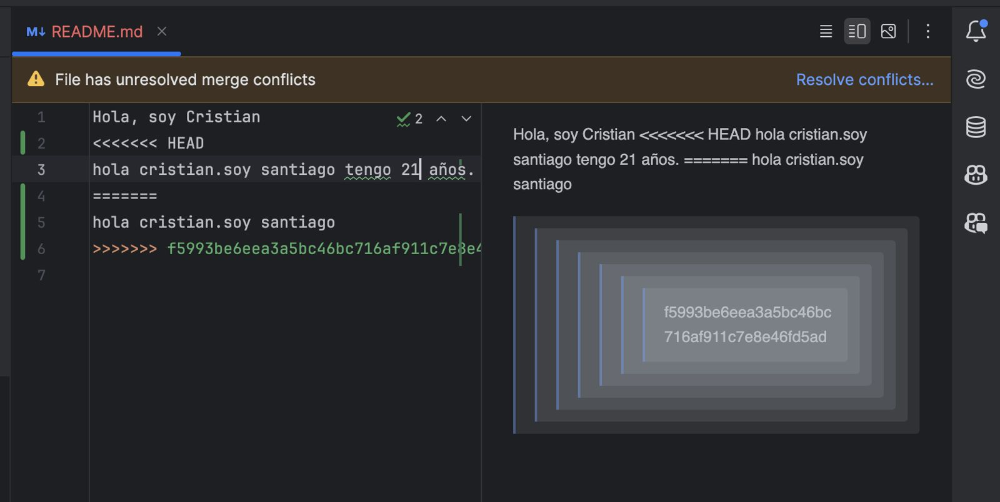 M↓ README.md
File has unresolved merge conflicts
Resolve conflicts...
1 Hola, soy Cristian
2
2 <<<<<<< HEAD
3 hola cristian.soy santiago tengo 21 años.
4 =======
5 hola cristian.soy santiago
6 >>>>>>> f5993be6eea3a5bc46bc716af911c7e8e4
7
Hola, soy Cristian <<<<<<< HEAD hola cristian.soy
santiago tengo 21 años. ======= hola cristian.soy
santiago
f5993be6eea3a5bc46bc
716af911c7e8e46fd5ad